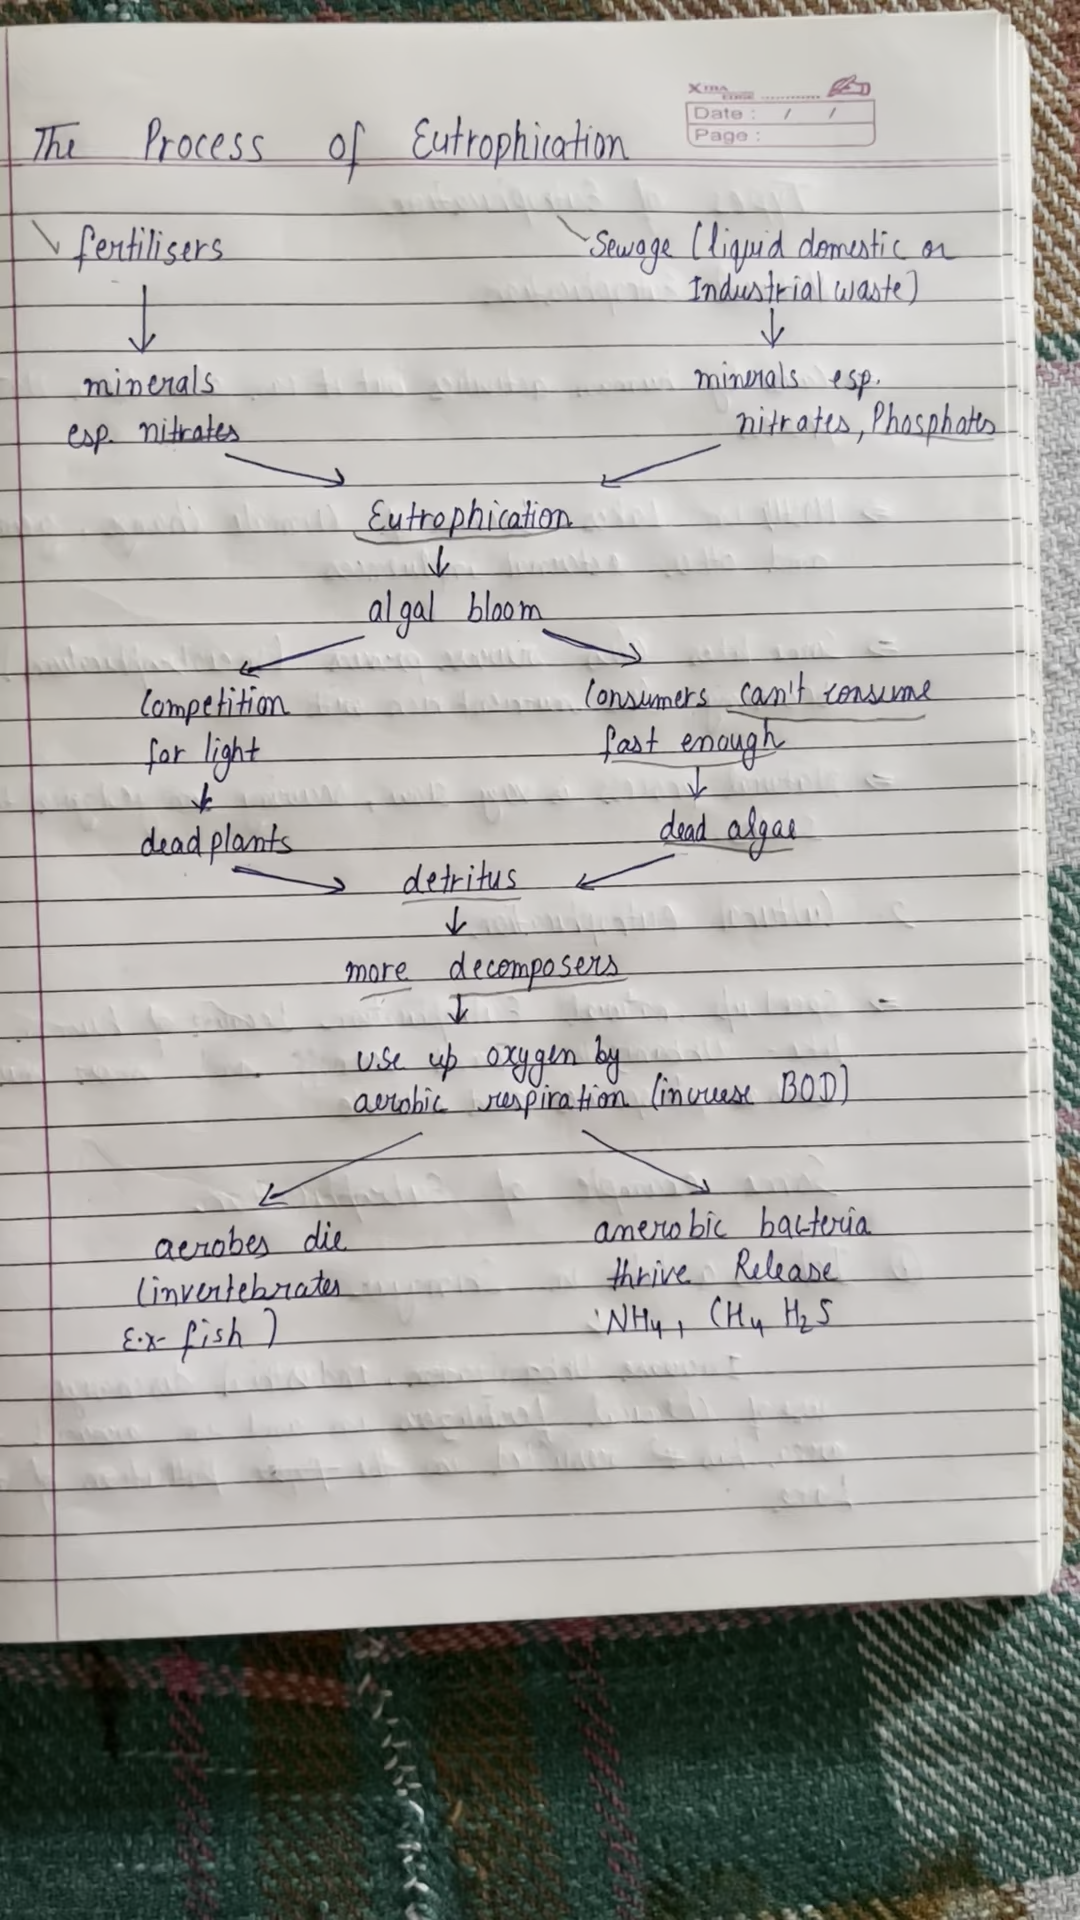 XTRA EDGE
Date : / /
Page :
The Process of Eutrophication
fertilisers
Sewage (liquid domestic or
Industrial waste)
minerals
esp. nitrates
minerals esp.
nitrates, Phosphates
Eutrophication
algal bloom
Competition
for light
Consumers can't consume
fast enough
dead plants
dead algae
detritus
more decomposers
use up oxygen by
aerobic respiration (increase BOD)
aerobes die
(invertebrates
Ex- fish)
anerobic bacteria
thrive Release
NH4, CH4 H2S